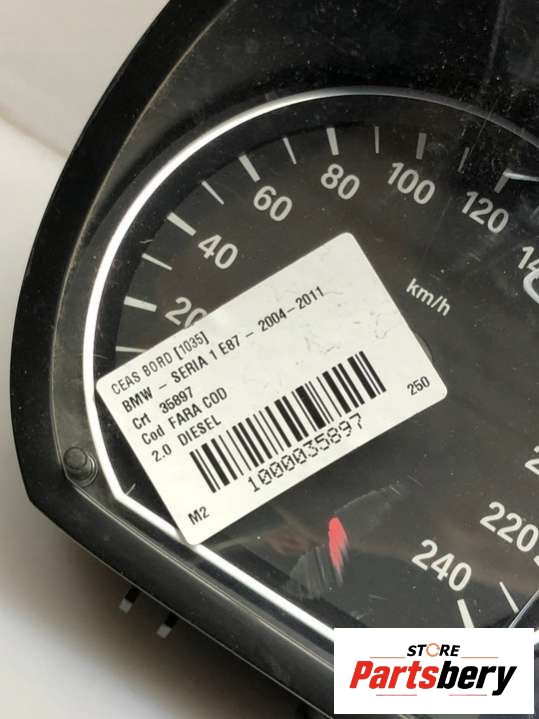 20
40
60
80
100
120
km/h
220
240
CEAS BORD [1035]
BMW - SERIA 1 E87 - 2004-2011
Crt 35897
Cod FARA COD
2.0 DIESEL
1000035897
M2
250
STORE
Partsbery